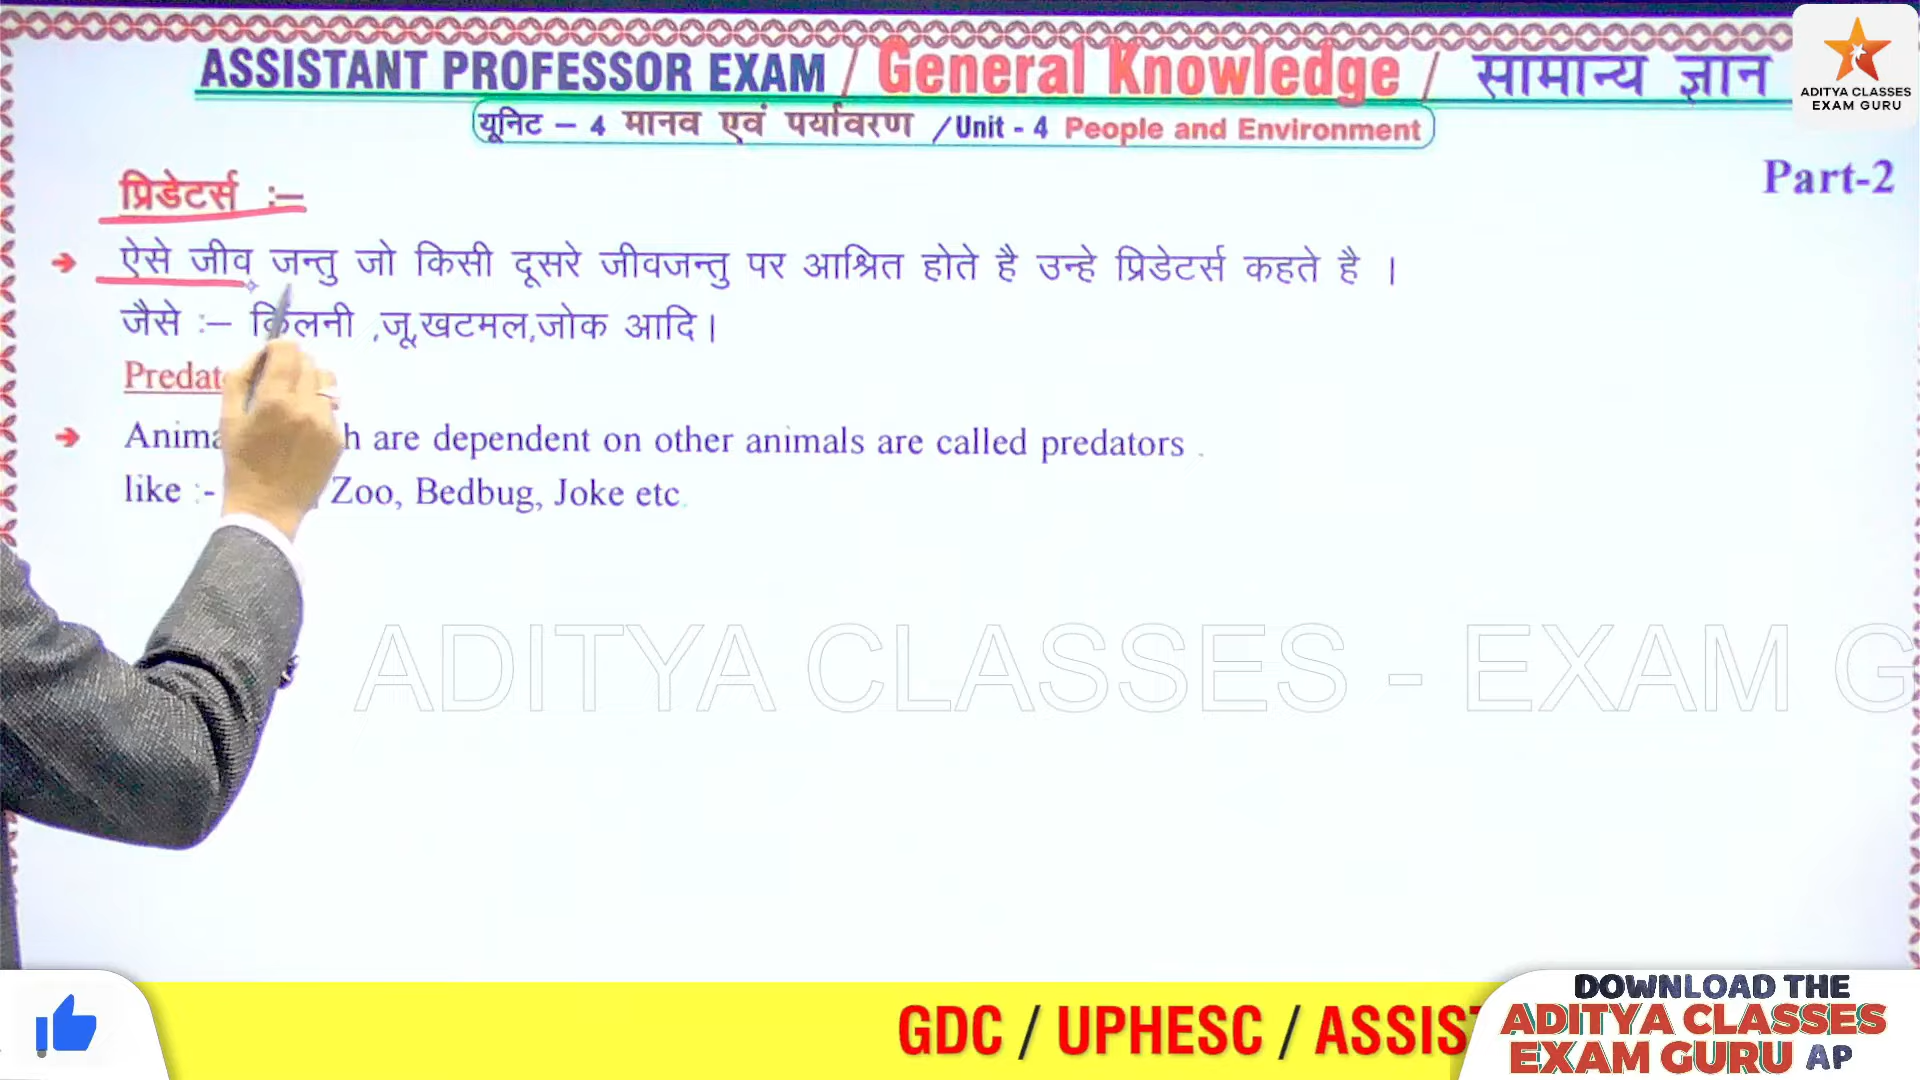 ASSISTANT PROFESSOR EXAM / General Knowledge / सामान्य ज्ञान
ADITYA CLASSES
EXAM GURU
यूनिट – 4 मानव एवं पर्यावरण / Unit - 4 People and Environment
Part-2
प्रिडेटर्स :–
ऐसे जीव जन्तु जो किसी दूसरे जीवजन्तु पर आश्रित होते है उन्हे प्रिडेटर्स कहते है ।
जैसे :– किलनी ,जू,खटमल,जोक आदि।
are dependent on other animals are called predators .
like :- Zoo, Bedbug, Joke etc.
ADITYA CLASSES - EXAM G
GDC / UPHESC / ASSIS
DOWNLOAD THE
ADITYA CLASSES
EXAM GURU AP